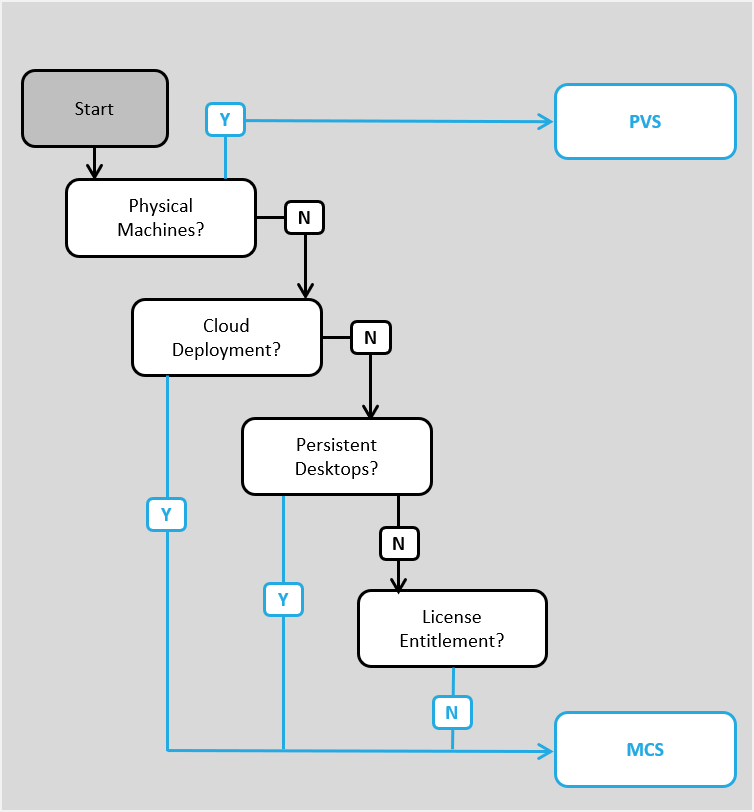 Start
Y
PVS
Physical
Machines?
N
Cloud
Deployment?
N
Persistent
Desktops?
Y
N
Y
License
Entitlement?
N
MCS